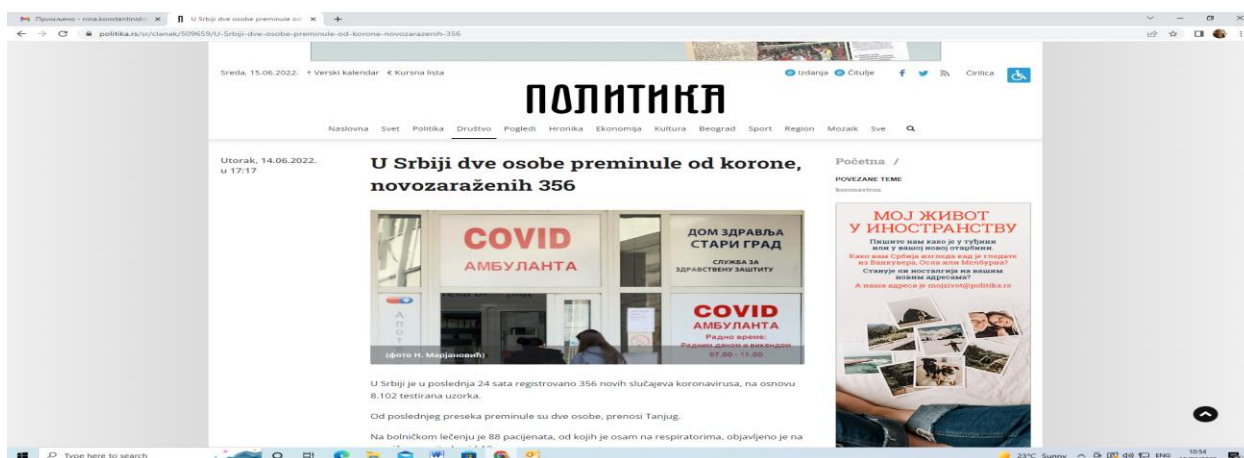 Примљено - nina.konstantinidi
U Srbiji dve osobe preminule od
politika.rs/sr/clanak/509659/U-Srbiji-dve-osobe-preminule-od-korone-novozarazenih-356
Sreda, 15.06.2022. † Verski kalendar € Kursna lista
Izdanja Čitulje
Ćirilica
ПОЛИТИКА
Naslovna Svet Politika Društvo Pogledi Hronika Ekonomija Kultura Beograd Sport Region Mozaik Sve
Utorak, 14.06.2022.
u 17:17
U Srbiji dve osobe preminule od korone,
novozaraženih 356
COVID
АМБУЛАНТА
ДОМ ЗДРАВЉА
СТАРИ ГРАД
СЛУЖБА ЗА
ЗДРАВСТВЕНУ ЗАШТИТУ
COVID
АМБУЛАНТА
Радно време:
Радним даном и викендом
(фото Н. Марјановић)
U Srbiji je u poslednja 24 sata registrovano 356 novih slučajeva koronavirusa, na osnovu
8.102 testirana uzorka.
Od poslednjeg preseka preminule su dve osobe, prenosi Tanjug.
Na bolničkom lečenju je 88 pacijenata, od kojih je osam na respiratorima, objavljeno je na
Početna /
POVEZANE TEME
koronavirus
МОЈ ЖИВОТ
У ИНОСТРАНСТВУ
Пишите нам како је у туђини
или у вашој новој отаџбини.
Како вам Србија изгледа кад је гледате
из Ванкувера, Осла или Мелбурна?
Станује ли носталгија на вашим
новим адресама?
А наша адреса је mojzivot@politika.rs
Type here to search
23°C Sunny
ENG
10:54